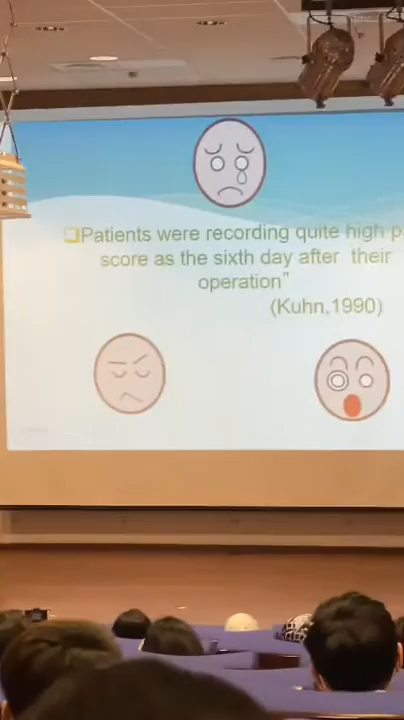 Patients were recording quite high
score as the sixth day after their
operation”
(Kuhn,1990)